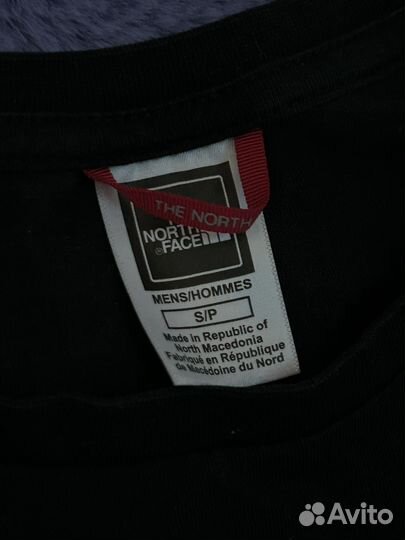 THE NORTH
NORTH
FACE
MENS/HOMMES
S/P
Made in Republic of
North Macedonia
Fabriqué en République
de Macédoine du Nord
Avito